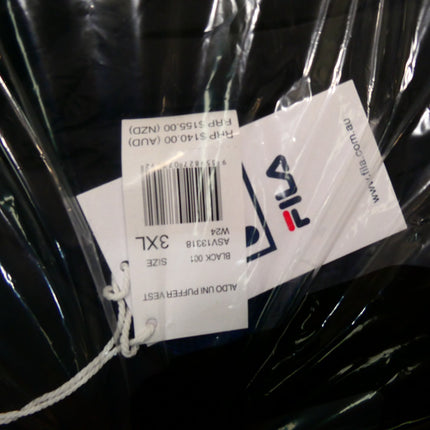 ALDO UNI PUFFER VEST
BLACK 001
SIZE
ASV13318
3XL
W24
RRP $140.00 (AUD)
RRP $155.00 (NZD)
FILA
www.fila.com.au